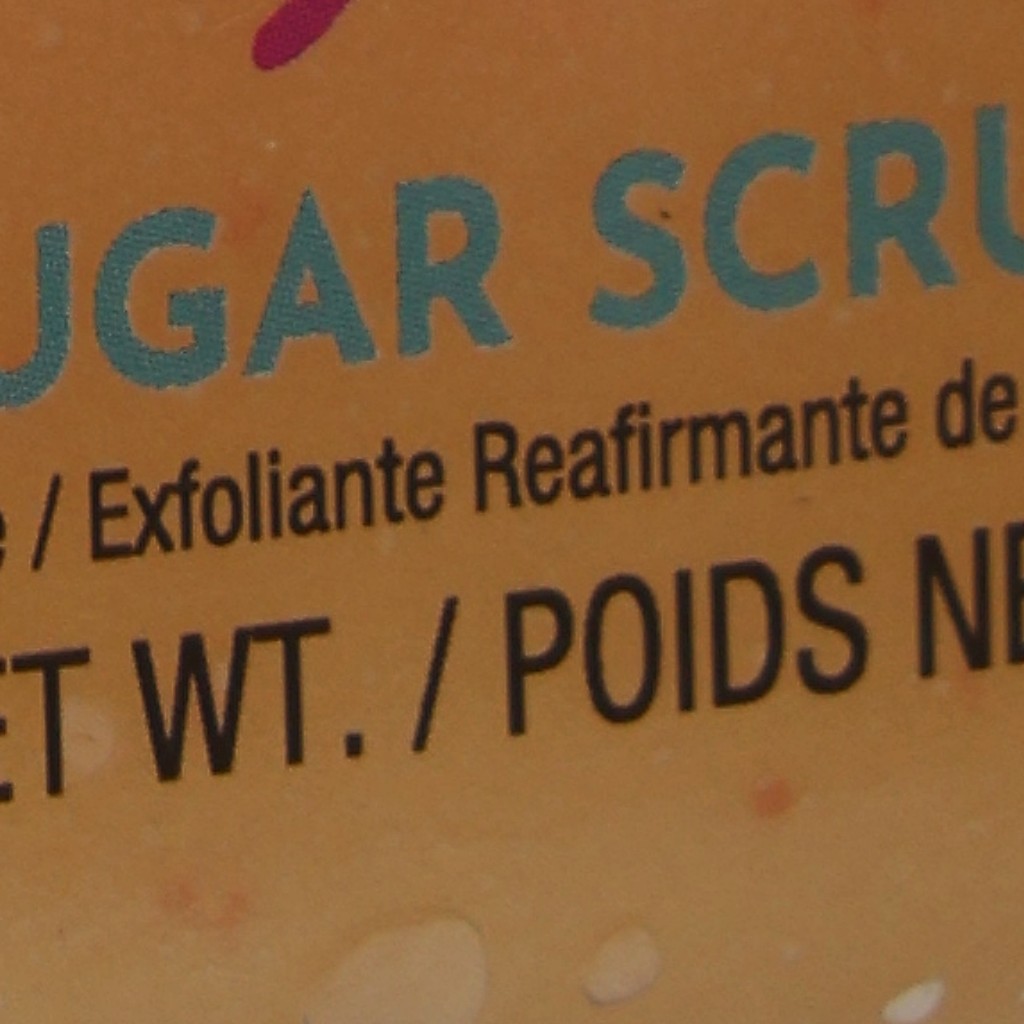 UGAR SCRU
e / Exfoliante Reafirmante de
ET WT. / POIDS NE